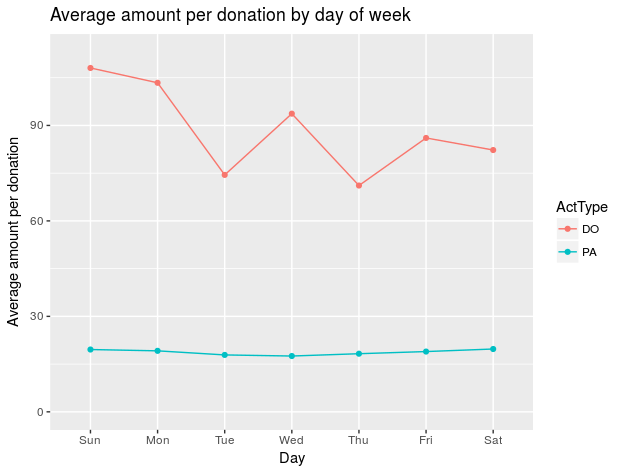 Average amount per donation by day of week
Average amount per donation
90
60
30
0
Sun Mon Tue Wed Thu Fri Sat
Day
ActType
DO
PA